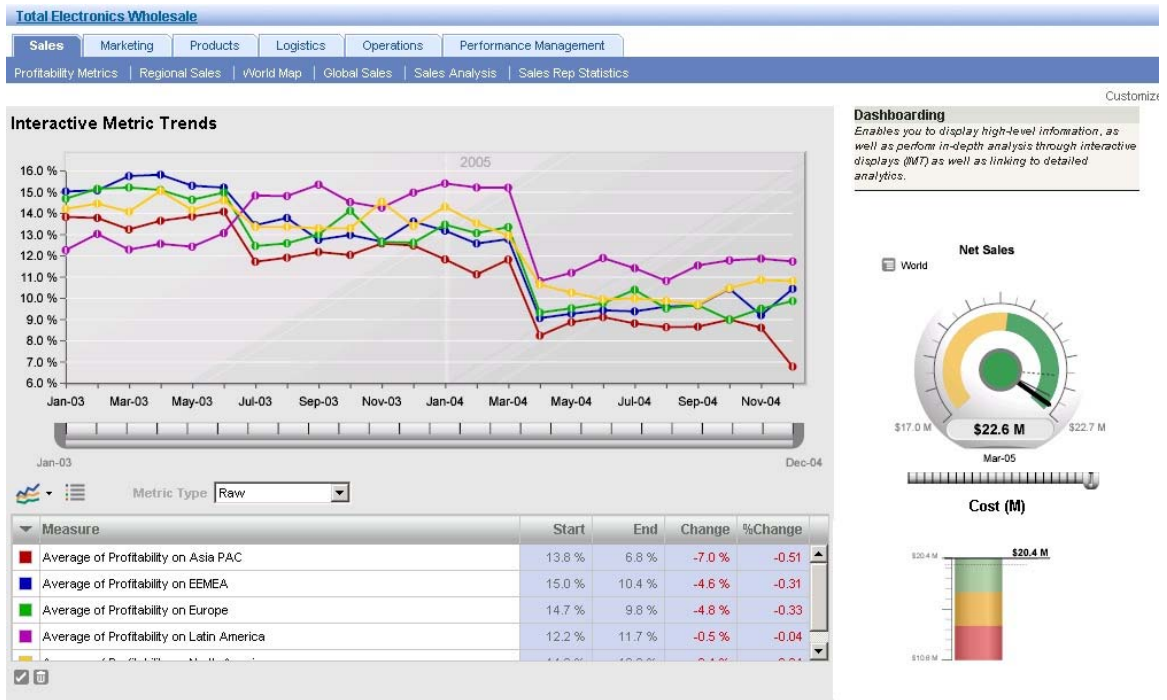 Total Electronics Wholesale
Sales Marketing Products Logistics Operations Performance Management
Profitability Metrics | Regional Sales | World Map | Global Sales | Sales Analysis | Sales Rep Statistics
Customize
Interactive Metric Trends
2005
16.0 %
15.0 %
14.0 %
13.0 %
12.0 %
11.0 %
10.0 %
9.0 %
8.0 %
7.0 %
6.0 %
Jan-03 Mar-03 May-03 Jul-03 Sep-03 Nov-03 Jan-04 Mar-04 May-04 Jul-04 Sep-04 Nov-04
Jan-03 Dec-04
Metric Type Raw
Measure Start End Change %Change
Average of Profitability on Asia PAC 13.8 % 6.8 % -7.0 % -0.51
Average of Profitability on EEMEA 15.0 % 10.4 % -4.6 % -0.31
Average of Profitability on Europe 14.7 % 9.8 % -4.8 % -0.33
Average of Profitability on Latin America 12.2 % 11.7 % -0.5 % -0.04
Dashboarding
Enables you to display high-level information, as
well as perform in-depth analysis through interactive
displays (IMT) as well as linking to detailed
analytics.
Net Sales
World
$17.0 M $22.6 M $22.7 M
Mar-05
Cost (M)
$20.4 M $20.4 M
$10.6 M